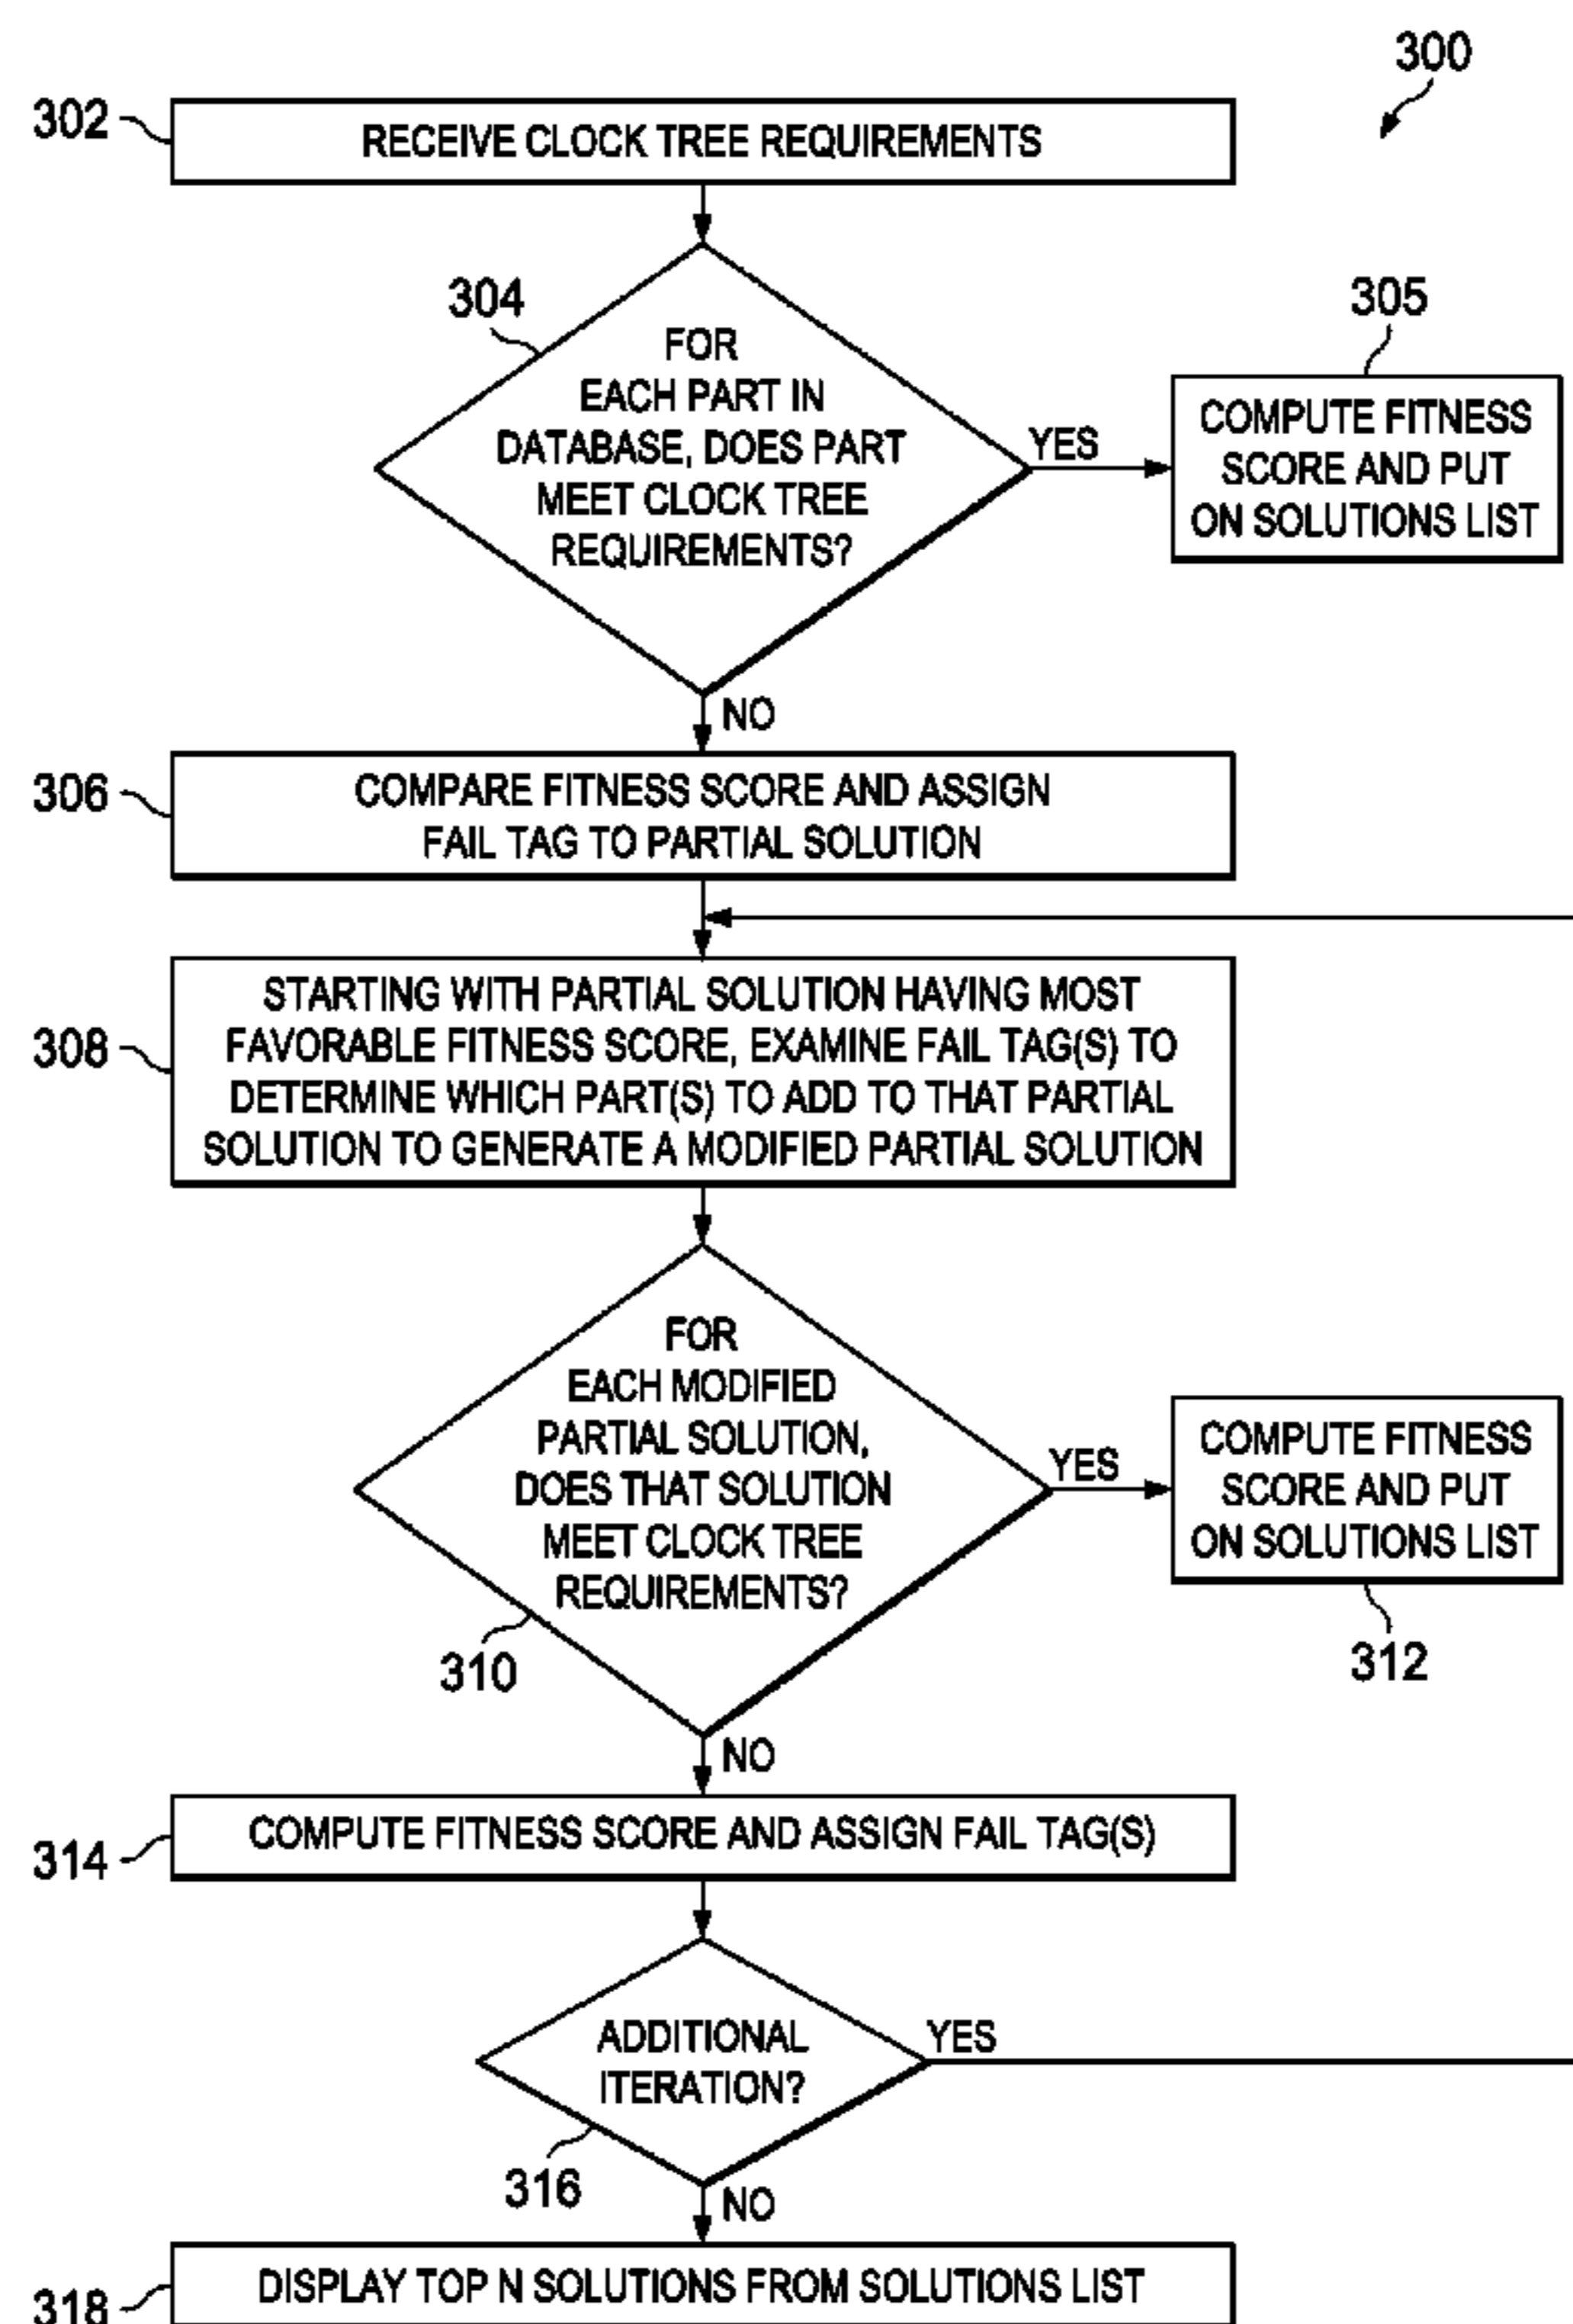 300
302
RECEIVE CLOCK TREE REQUIREMENTS
304
FOR
EACH PART IN
DATABASE, DOES PART
MEET CLOCK TREE
REQUIREMENTS?
YES
305
COMPUTE FITNESS
SCORE AND PUT
ON SOLUTIONS LIST
NO
306
COMPARE FITNESS SCORE AND ASSIGN
FAIL TAG TO PARTIAL SOLUTION
308
STARTING WITH PARTIAL SOLUTION HAVING MOST
FAVORABLE FITNESS SCORE, EXAMINE FAIL TAG(S) TO
DETERMINE WHICH PART(S) TO ADD TO THAT PARTIAL
SOLUTION TO GENERATE A MODIFIED PARTIAL SOLUTION
FOR
EACH MODIFIED
PARTIAL SOLUTION,
DOES THAT SOLUTION
MEET CLOCK TREE
REQUIREMENTS?
310
YES
COMPUTE FITNESS
SCORE AND PUT
ON SOLUTIONS LIST
312
NO
314
COMPUTE FITNESS SCORE AND ASSIGN FAIL TAG(S)
ADDITIONAL
ITERATION?
YES
316
NO
318
DISPLAY TOP N SOLUTIONS FROM SOLUTIONS LIST